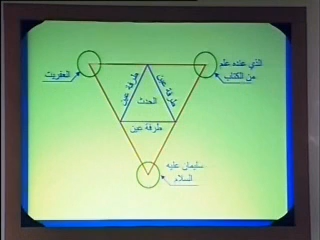 الذي عنده علم
من الكتاب
العفريت
طرفة عين
طرفة عين
الحدث
طرفة عين
سليمان عليه
السلام